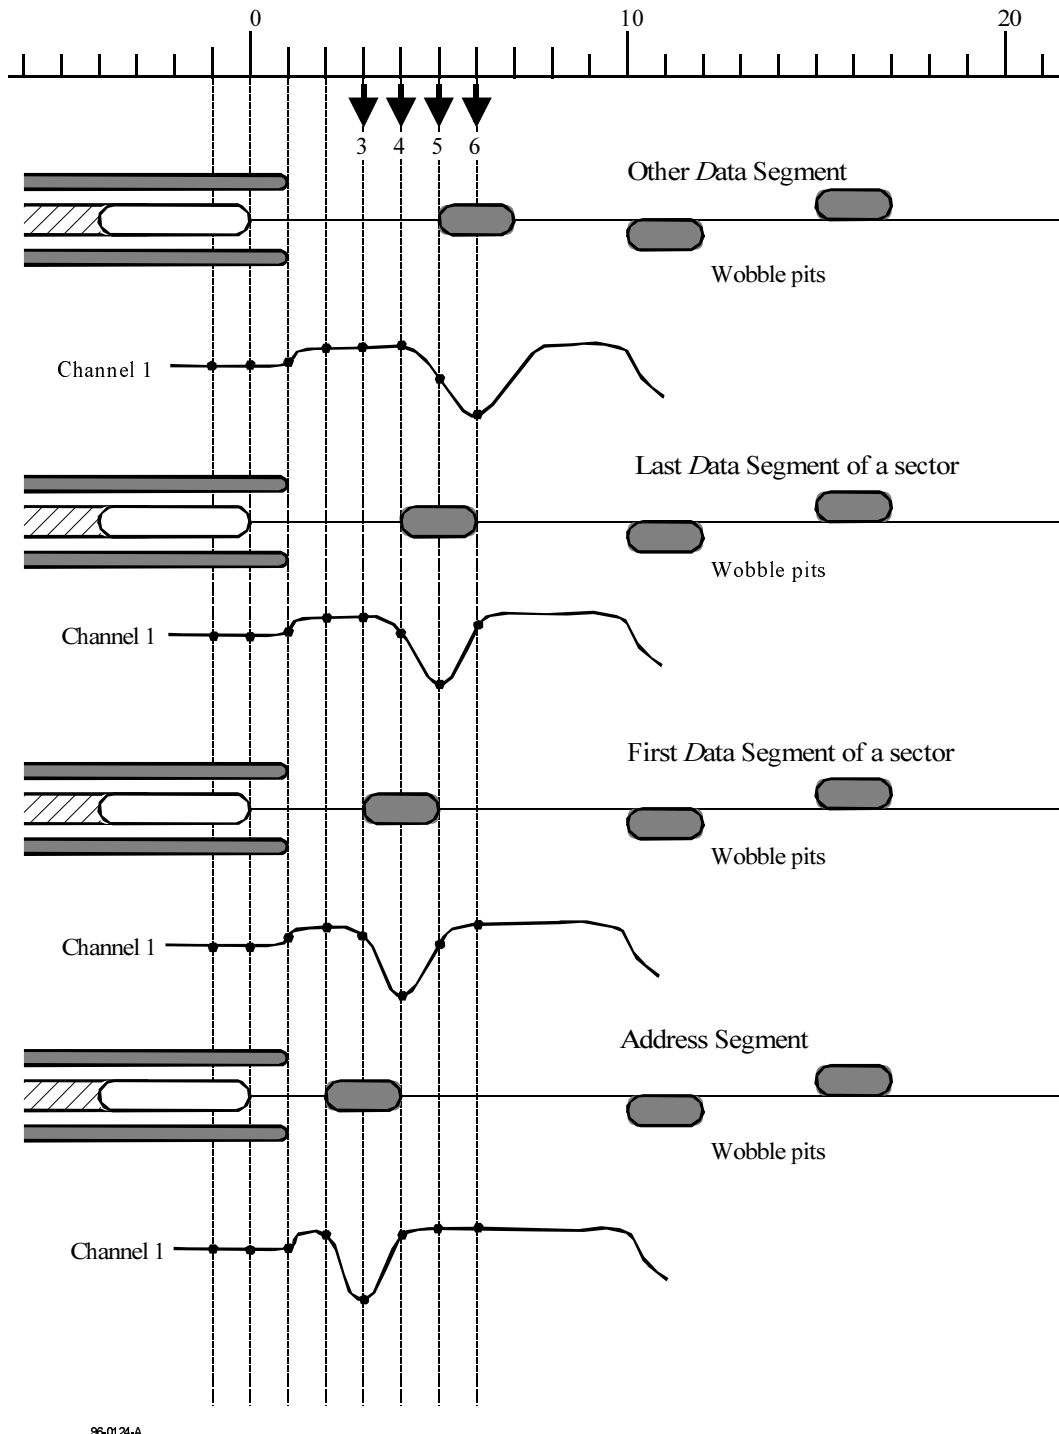 0 10 20
3 4 5 6
Other Data Segment
Wobble pits
Channel 1
Last Data Segment of a sector
Wobble pits
Channel 1
First Data Segment of a sector
Wobble pits
Channel 1
Address Segment
Wobble pits
Channel 1
96-0124-A